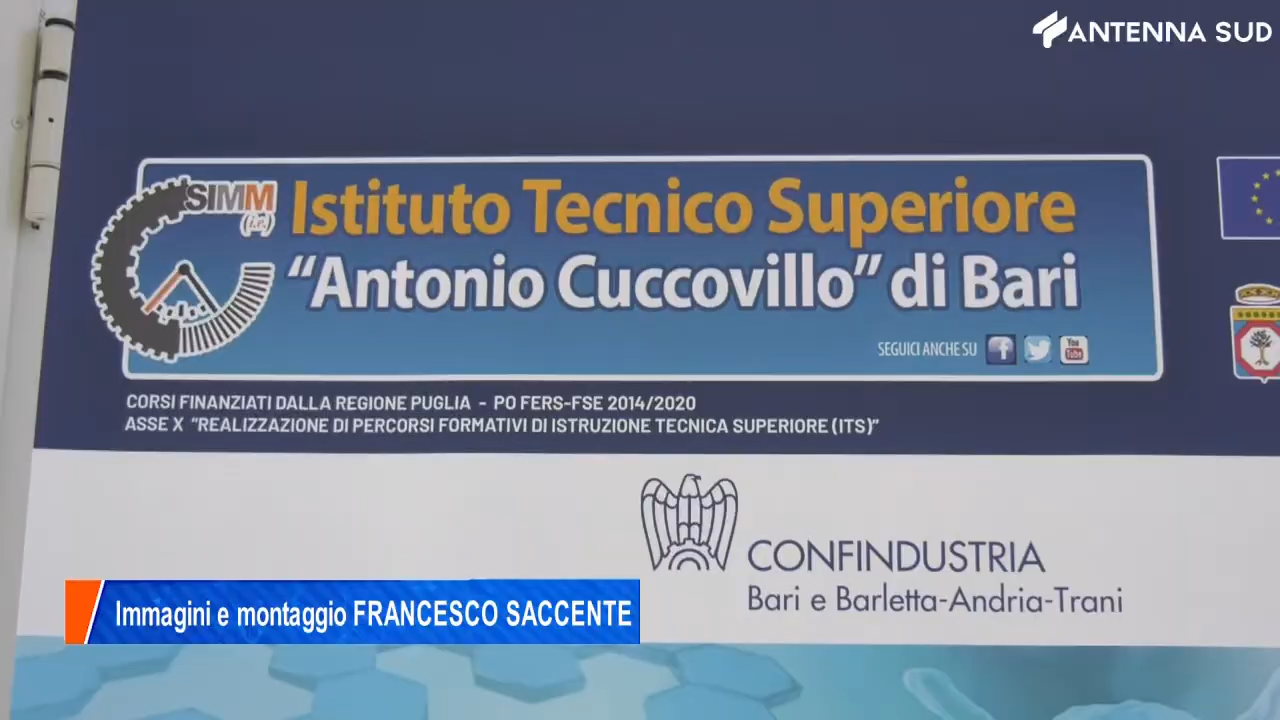 ANTENNA SUD
SIMM
(i.e.)
Istituto Tecnico Superiore
“Antonio Cuccovillo” di Bari
SEGUICI ANCHE SU
You
Tube
CORSI FINANZIATI DALLA REGIONE PUGLIA - PO FERS-FSE 2014/2020
ASSE X “REALIZZAZIONE DI PERCORSI FORMATIVI DI ISTRUZIONE TECNICA SUPERIORE (ITS)”
CONFINDUSTRIA
Bari e Barletta-Andria-Trani
Immagini e montaggio FRANCESCO SACCENTE